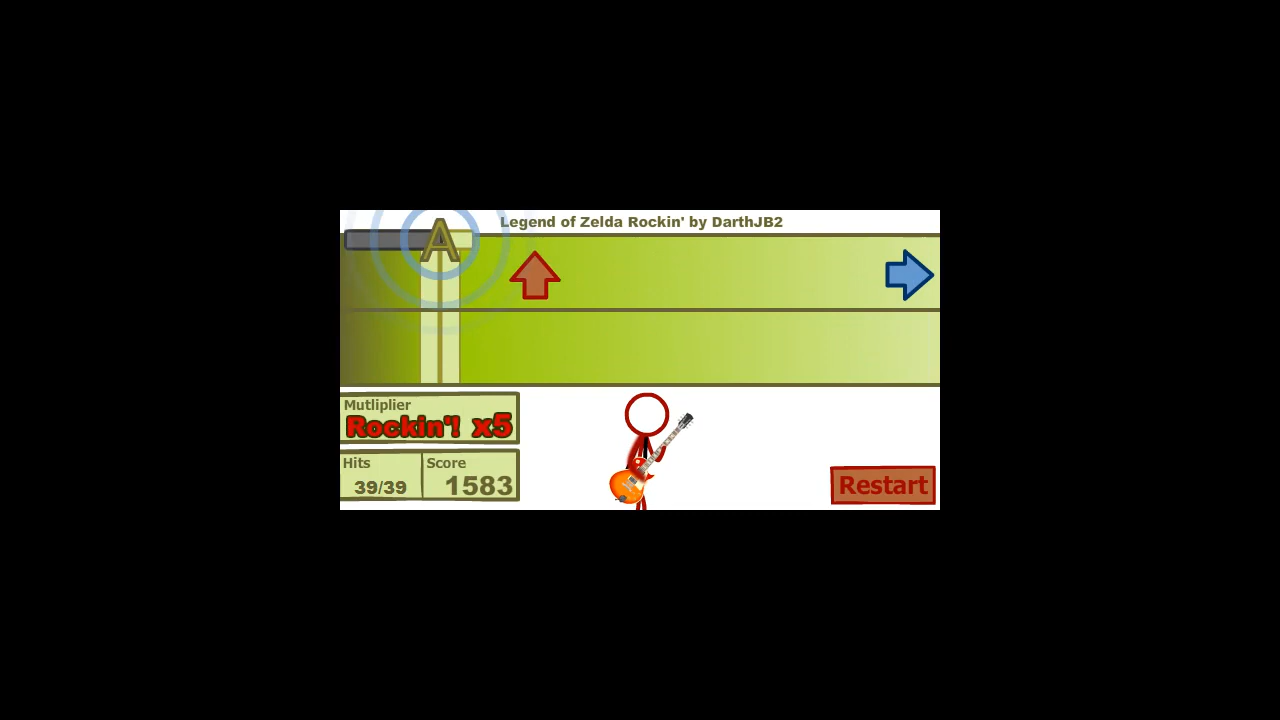 Legend of Zelda Rockin' by DarthJB2
A
Mutliplier
Rockin'! x5
Hits
39/39
Score
1583
Restart